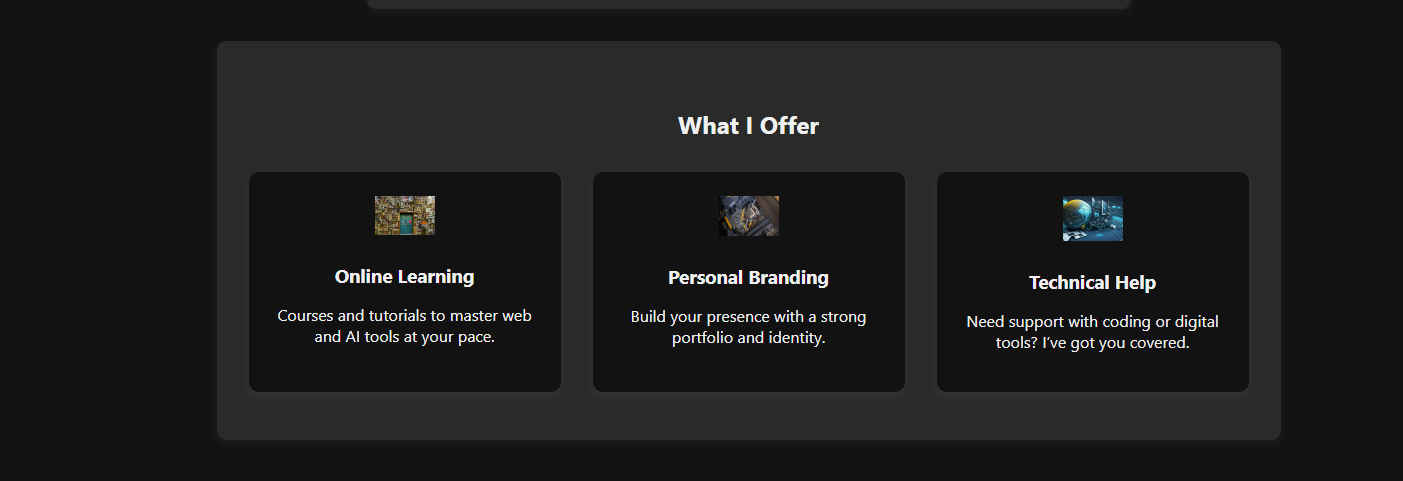 What I Offer
Online Learning
Courses and tutorials to master web
and AI tools at your pace.
Personal Branding
Build your presence with a strong
portfolio and identity.
Technical Help
Need support with coding or digital
tools? I’ve got you covered.